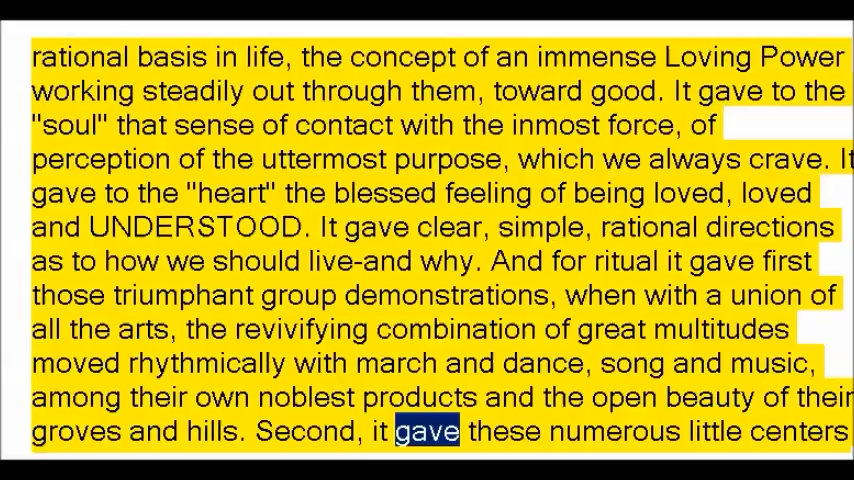 rational basis in life, the concept of an immense Loving Power
working steadily out through them, toward good. It gave to the
"soul" that sense of contact with the inmost force, of
perception of the uttermost purpose, which we always crave. It
gave to the "heart" the blessed feeling of being loved, loved
and UNDERSTOOD. It gave clear, simple, rational directions
as to how we should live-and why. And for ritual it gave first
those triumphant group demonstrations, when with a union of
all the arts, the revivifying combination of great multitudes
moved rhythmically with march and dance, song and music,
among their own noblest products and the open beauty of their
groves and hills. Second, it gave these numerous little centers